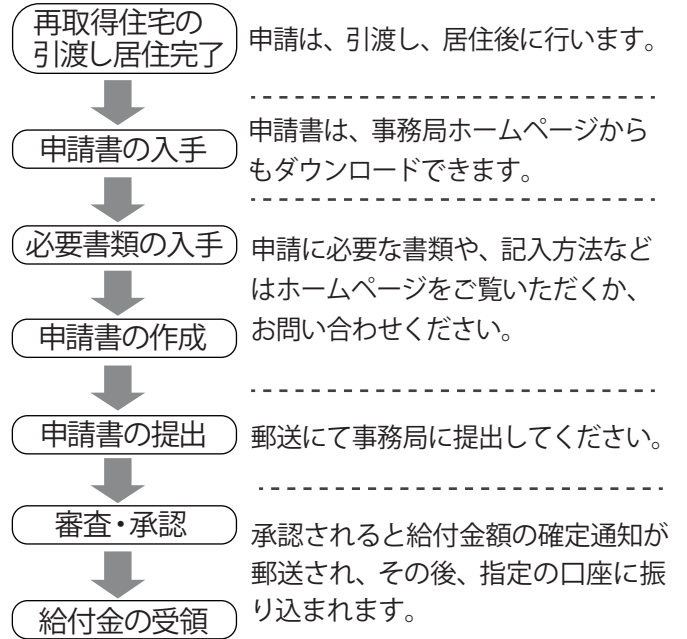 再取得住宅の
引渡し居住完了
申請は、引渡し、居住後に行います。
申請書の入手
申請書は、事務局ホームページから
もダウンロードできます。
必要書類の入手
申請に必要な書類や、記入方法など
はホームページをご覧いただくか、
お問い合わせください。
申請書の作成
申請書の提出
郵送にて事務局に提出してください。
審査・承認
承認されると給付金額の確定通知が
郵送され、その後、指定の口座に振
り込まれます。
給付金の受領